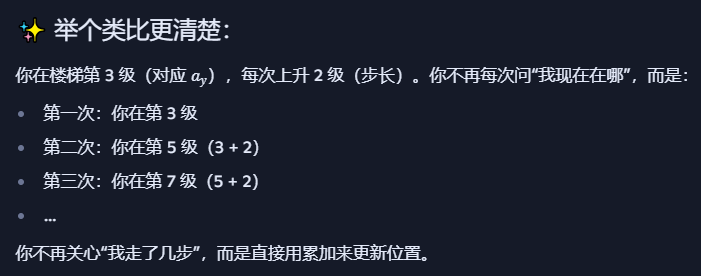 ✨ 举个类比更清楚：
你在楼梯第 3 级（对应 a_y），每次上升 2 级（步长）。你不再每次问“我现在在哪”，而是：
• 第一次：你在第 3 级
• 第二次：你在第 5 级（3 + 2）
• 第三次：你在第 7 级（5 + 2）
• ...
你不再关心“我走了几步”，而是直接用累加来更新位置。